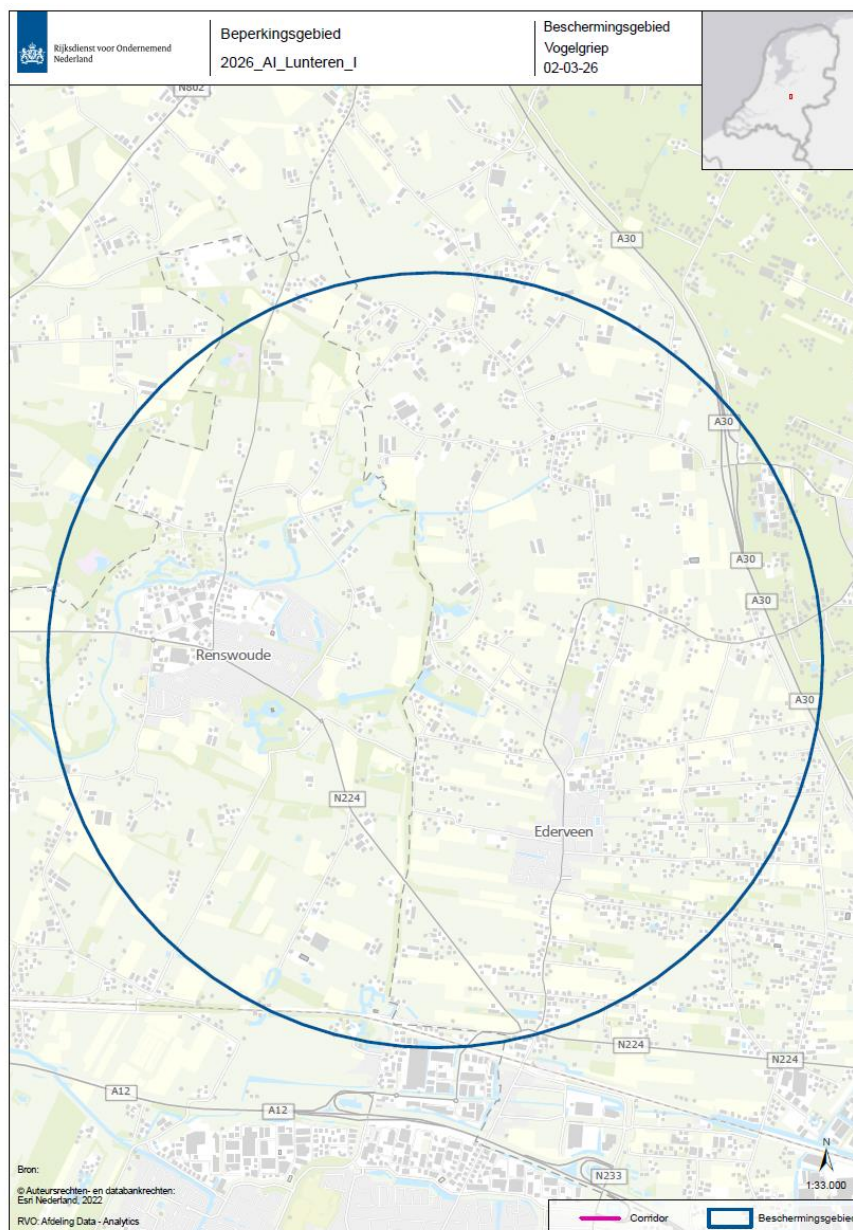 Rijksdienst voor Ondernemend
Nederland
Beperkingsgebied
2026_AI_Lunteren_I
Beschermingsgebied
Vogelgriep
02-03-26
N802
A30
A30
A30
A30
Renswoude
A30
N224
Ederveen
N224
N224
A12
A12
N233
N
1:33.000
Bron:
© Auteursrechten- en databankrechten:
Esri Nederland, 2022
RVO: Afdeling Data - Analytics
Corridor
Beschermingsgebied